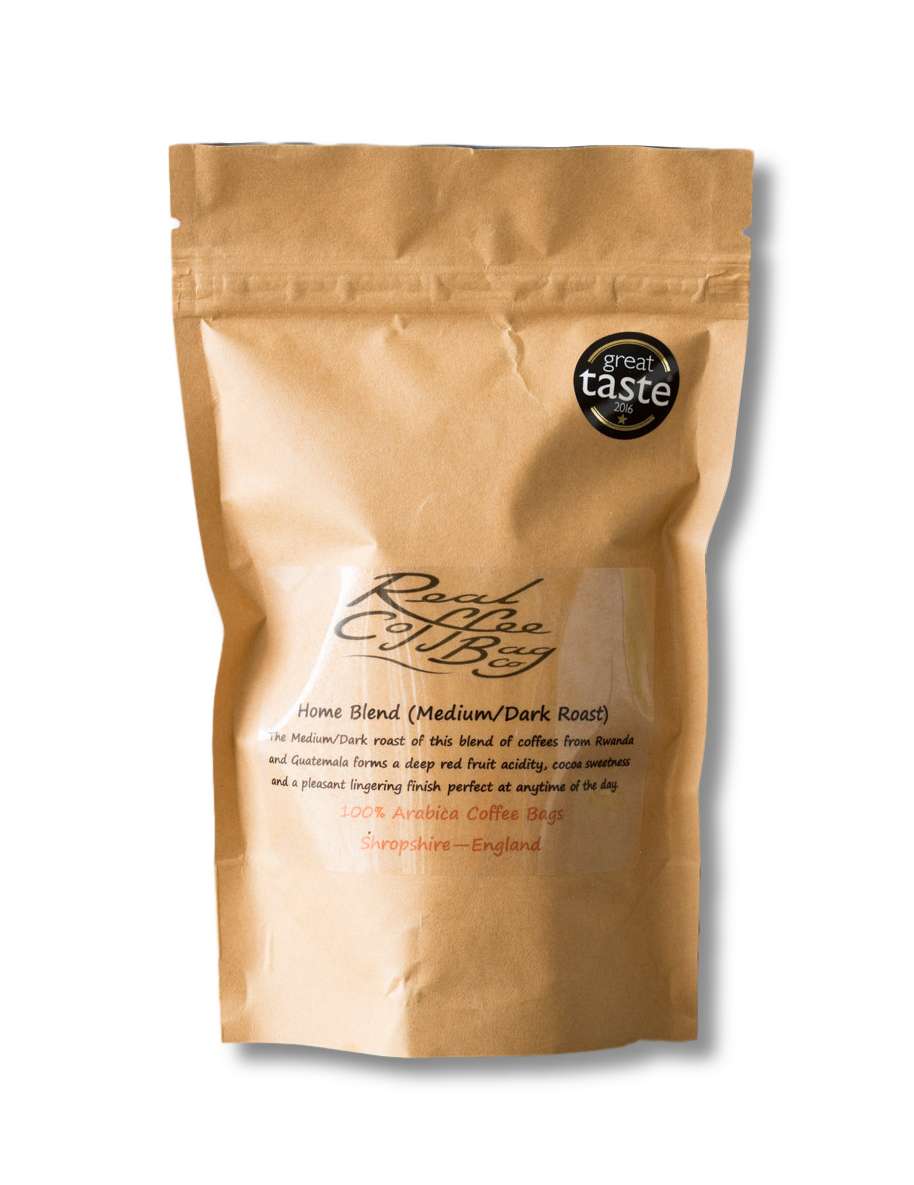 great
taste
2016
Real
Coffee
Bag
Co
Home Blend (Medium/Dark Roast)
The Medium/Dark roast of this blend of coffees from Rwanda
and Guatemala forms a deep red fruit acidity, cocoa sweetness
and a pleasant lingering finish perfect at anytime of the day.
100% Arabica Coffee Bags
Shropshire—England